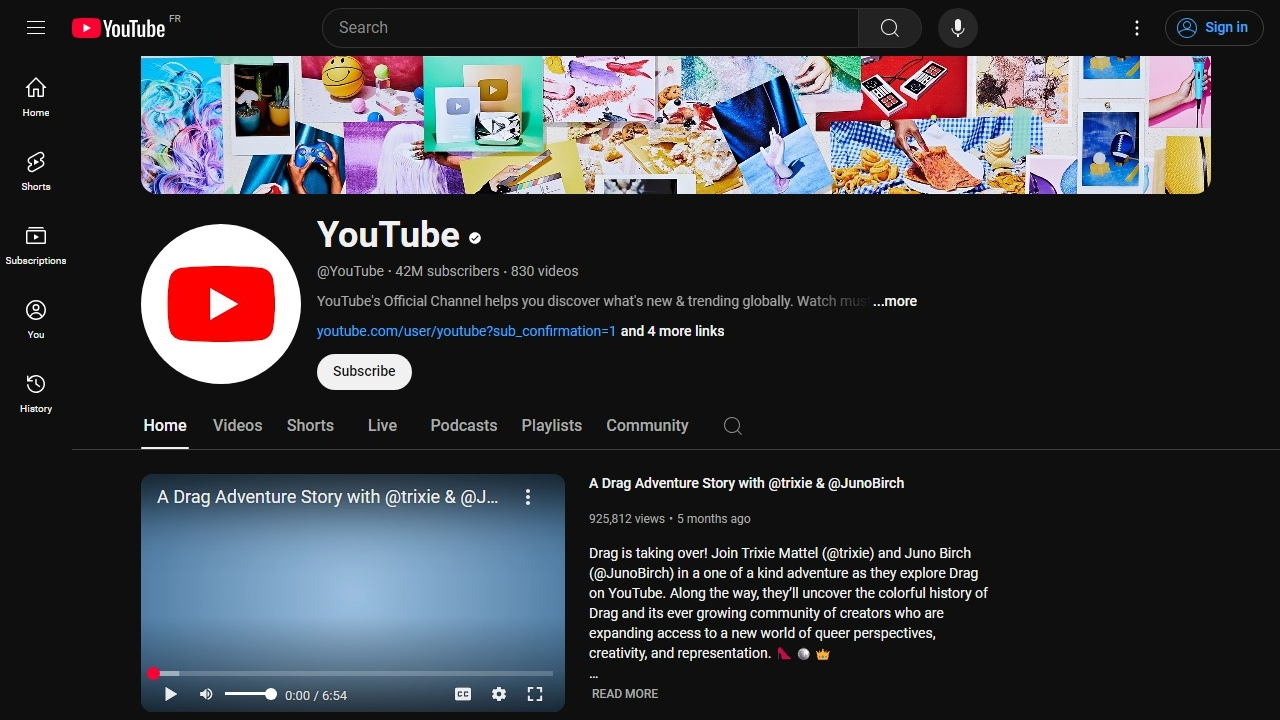 YouTube FR
Search
Sign in
Home
Shorts
Subscriptions
You
History
YouTube
@YouTube · 42M subscribers · 830 videos
YouTube's Official Channel helps you discover what's new & trending globally. Watch mus ...more
youtube.com/user/youtube?sub_confirmation=1 and 4 more links
Subscribe
Home Videos Shorts Live Podcasts Playlists Community
A Drag Adventure Story with @trixie & @J...
CC
0:00 / 6:54
A Drag Adventure Story with @trixie & @JunoBirch
925,812 views • 5 months ago
Drag is taking over! Join Trixie Mattel (@trixie) and Juno Birch
(@JunoBirch) in a one of a kind adventure as they explore Drag
on YouTube. Along the way, they’ll uncover the colorful history of
Drag and its ever growing community of creators who are
expanding access to a new world of queer perspectives,
creativity, and representation. 👠 🪩 👑
...
READ MORE